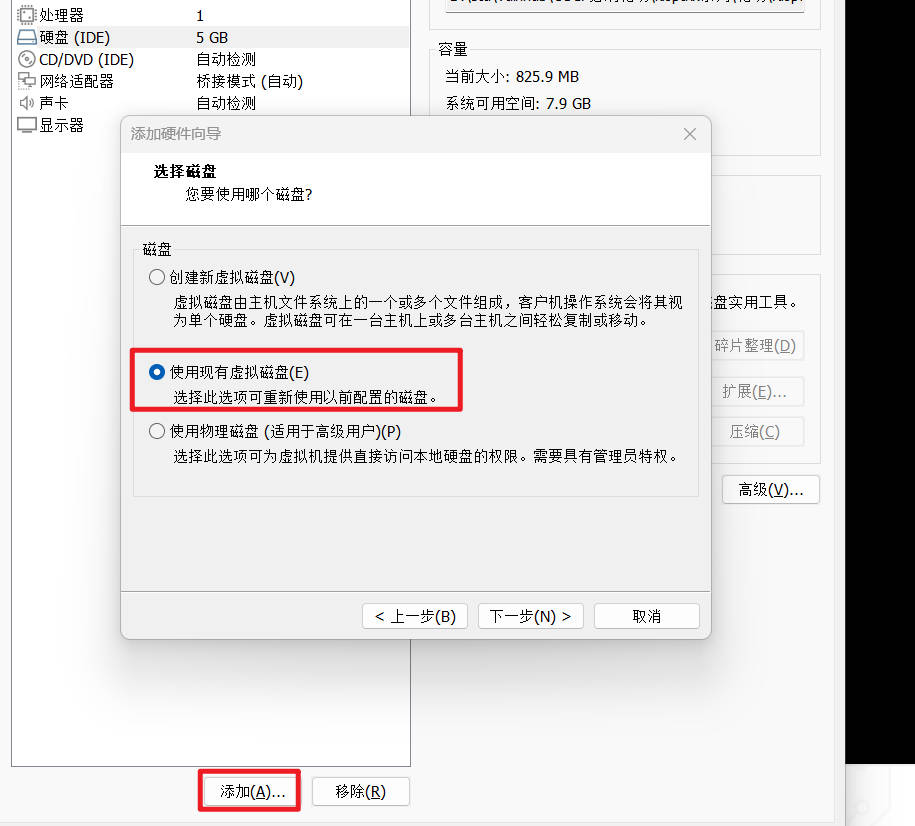 处理器 1
硬盘 (IDE) 5 GB
CD/DVD (IDE) 自动检测
网络适配器 桥接模式 (自动)
声卡 自动检测
显示器
容量
当前大小: 825.9 MB
系统可用空间: 7.9 GB
添加硬件向导
选择磁盘
您要使用哪个磁盘?
磁盘
创建新虚拟磁盘(V)
虚拟磁盘由主机文件系统上的一个或多个文件组成，客户机操作系统会将其视
为单个硬盘。虚拟磁盘可在一台主机上或多台主机之间轻松复制或移动。
使用现有虚拟磁盘(E)
选择此选项可重新使用以前配置的磁盘。
使用物理磁盘 (适用于高级用户)(P)
选择此选项可为虚拟机提供直接访问本地硬盘的权限。需要具有管理员特权。
< 上一步(B)
下一步(N) >
取消
盘实用工具。
碎片整理(D)
扩展(E)...
压缩(C)
高级(V)...
添加(A)...
移除(R)